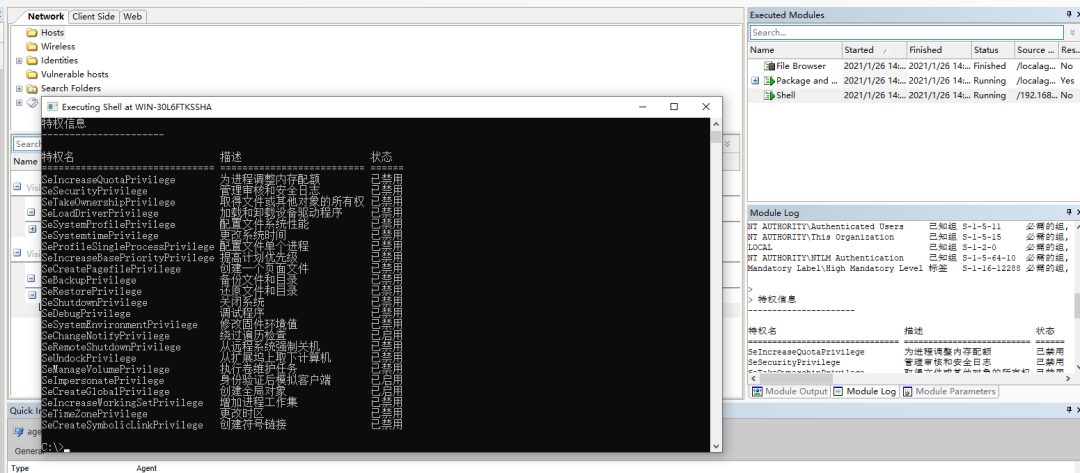 Network Client Side Web
Hosts
Wireless
Identities
Vulnerable hosts
Search Folders
Search
Name
Executing Shell at WIN-30L6FTKSSHA
特权信息
----------------------
特权名 描述 状态
=============================== ========================== ======
SeIncreaseQuotaPrivilege 为进程调整内存配额 已禁用
SeSecurityPrivilege 管理审核和安全日志 已禁用
SeTakeOwnershipPrivilege 取得文件或其他对象的所有权 已禁用
SeLoadDriverPrivilege 加载和卸载设备驱动程序 已禁用
SeSystemProfilePrivilege 配置文件系统性能 已禁用
SeSystemtimePrivilege 更改系统时间 已禁用
SeProfileSingleProcessPrivilege 配置文件单个进程 已禁用
SeIncreaseBasePriorityPrivilege 提高计划优先级 已禁用
SeCreatePagefilePrivilege 创建一个页面文件 已禁用
SeBackupPrivilege 备份文件和目录 已禁用
SeRestorePrivilege 还原文件和目录 已禁用
SeShutdownPrivilege 关闭系统 已禁用
SeDebugPrivilege 调试程序 已禁用
SeSystemEnvironmentPrivilege 修改固件环境值 已禁用
SeChangeNotifyPrivilege 绕过遍历检查 已启用
SeRemoteShutdownPrivilege 从远程系统强制关机 已禁用
SeUndockPrivilege 从扩展坞上取下计算机 已禁用
SeManageVolumePrivilege 执行卷维护任务 已禁用
SeImpersonatePrivilege 身份验证后模拟客户端 已启用
SeCreateGlobalPrivilege 创建全局对象 已启用
SeIncreaseWorkingSetPrivilege 增加进程工作集 已禁用
SeTimeZonePrivilege 更改时区 已禁用
SeCreateSymbolicLinkPrivilege 创建符号链接 已禁用
C:\>
Quick In
Type Agent
Executed Modules
Search...
Name Started Finished Status Source ... Res...
File Browser 2021/1/26 14:... 2021/1/26 14:... Finished /localag... No
Package and ... 2021/1/26 14:... 2021/1/26 14:... Running /localag... Yes
Shell 2021/1/26 14:... 2021/1/26 14:... Running /192.168... No
Module Log
NT AUTHORITY\Authenticated Users 已知组 S-1-5-11 必需的组,
NT AUTHORITY\This Organization 已知组 S-1-5-15 必需的组,
LOCAL 已知组 S-1-2-0 必需的组,
NT AUTHORITY\NTLM Authentication 已知组 S-1-5-64-10 必需的组,
Mandatory Label\High Mandatory Level 标签 S-1-16-12288 必需的组,
>
> 特权信息
----------------------
特权名 描述 状态
=============================== ========================== ======
SeIncreaseQuotaPrivilege 为进程调整内存配额 已禁用
SeSecurityPrivilege 管理审核和安全日志 已禁用
SeTakeOwnershipPrivilege 取得文件或其他对象的所有权 已禁用
Module Output Module Log Module Parameters